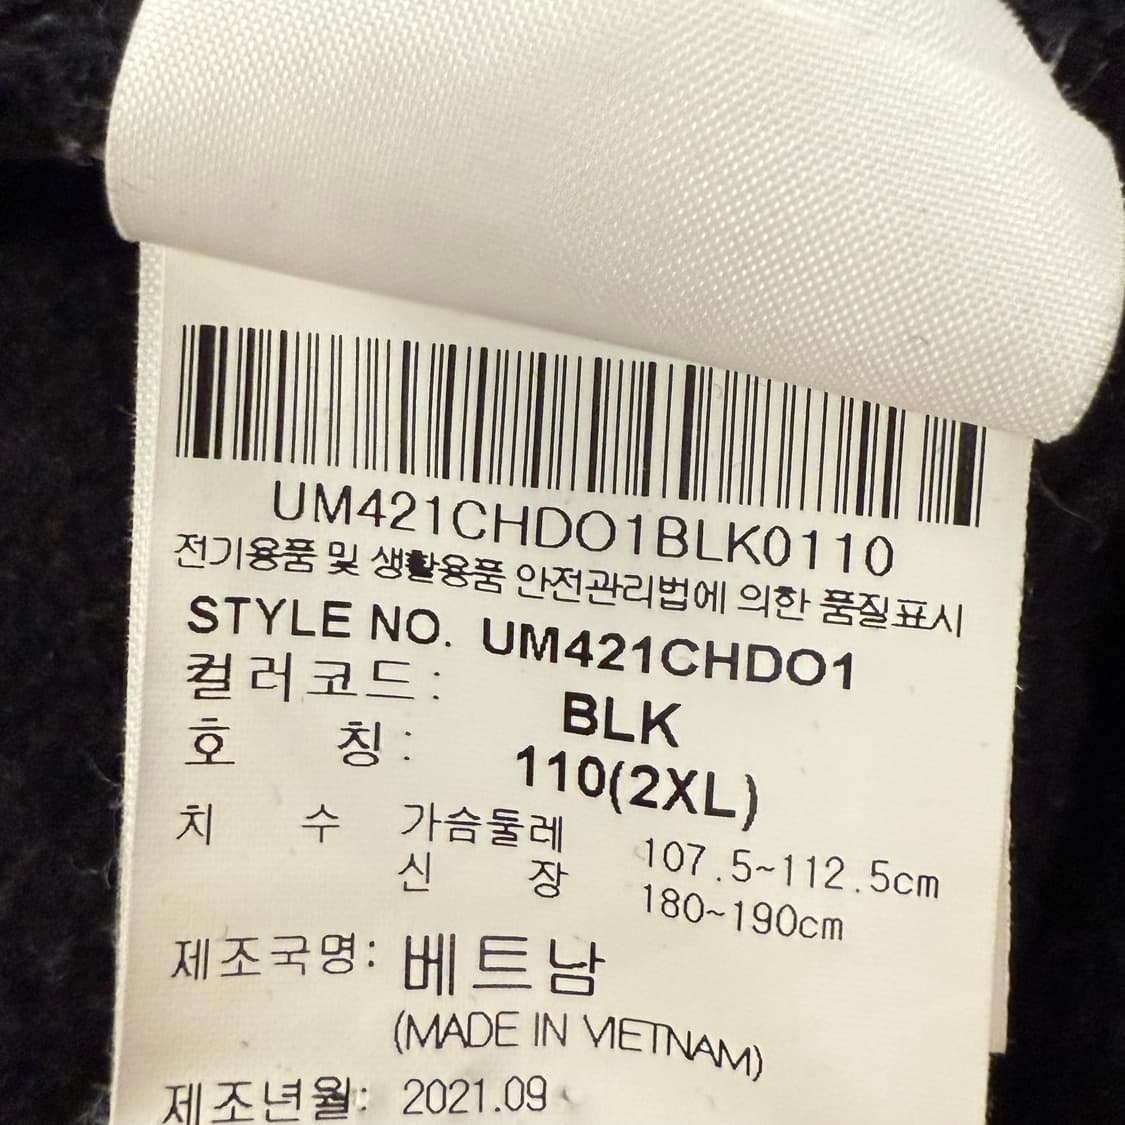 UM421CHDO1BLK0110
전기용품 및 생활용품 안전관리법에 의한 품질표시
STYLE NO. UM421CHDO1
컬러코드: BLK
호 칭: 110(2XL)
치 수 가슴둘레 107.5~112.5cm
신 장 180~190cm
제조국명: 베트남
(MADE IN VIETNAM)
제조년월: 2021.09